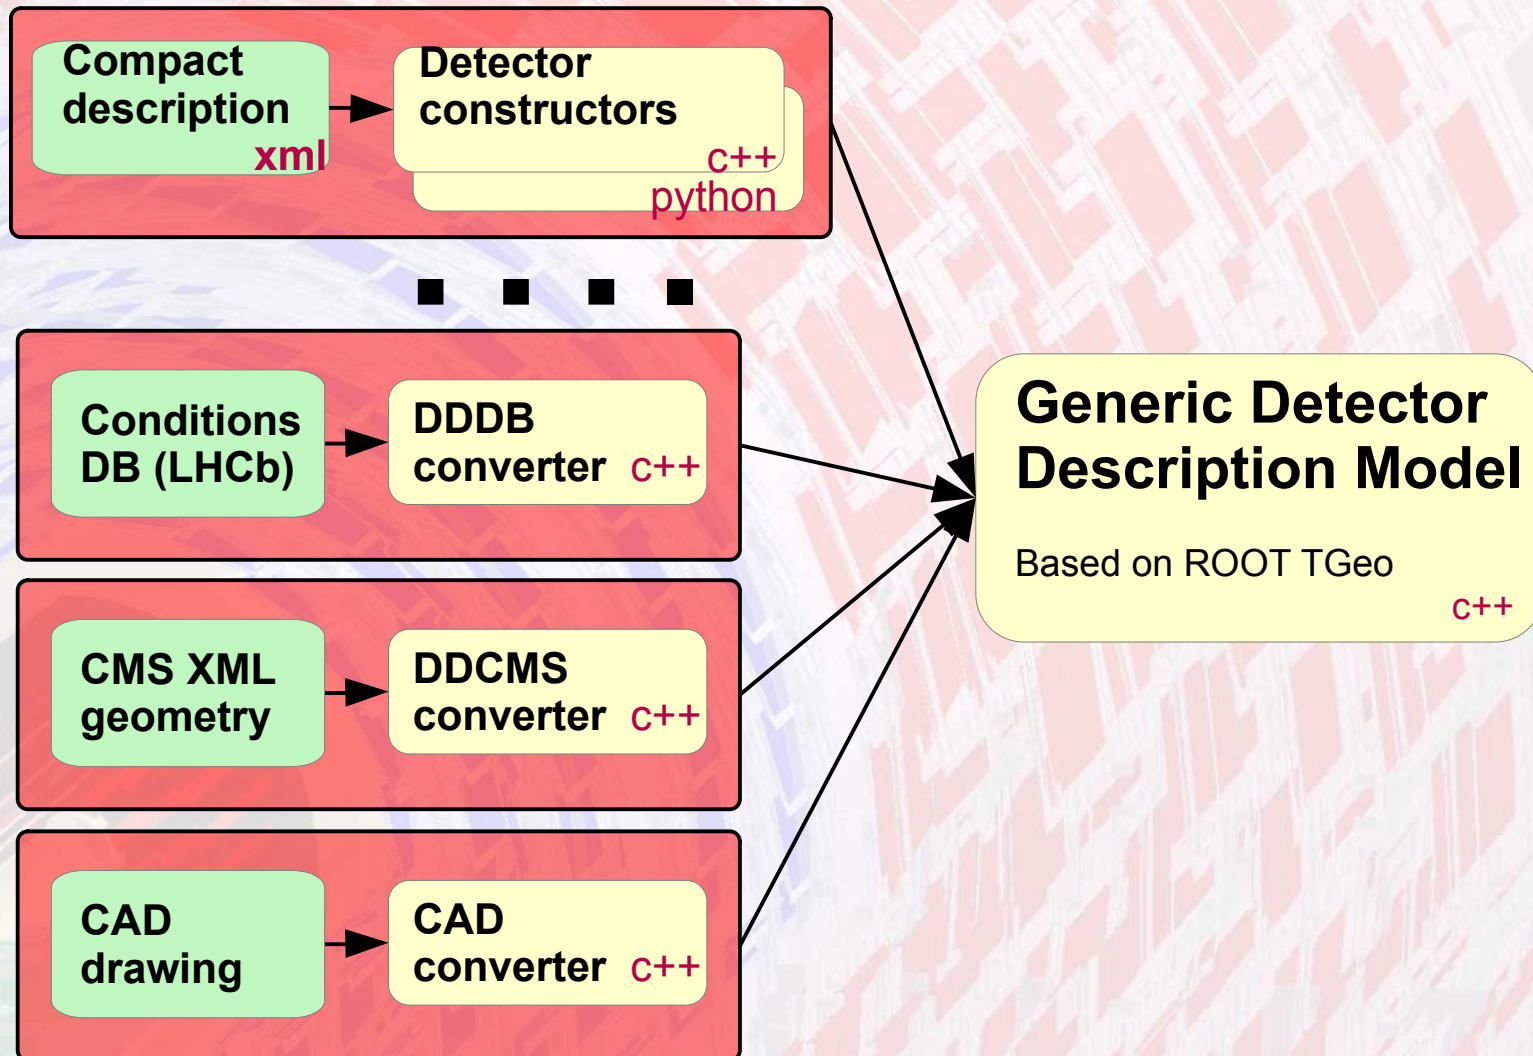 Compact
description
xml
Detector
constructors
c++
python
Conditions
DB (LHCb)
DDDB
converter c++
CMS XML
geometry
DDCMS
converter c++
CAD
drawing
CAD
converter c++
Generic Detector
Description Model
Based on ROOT TGeo
c++